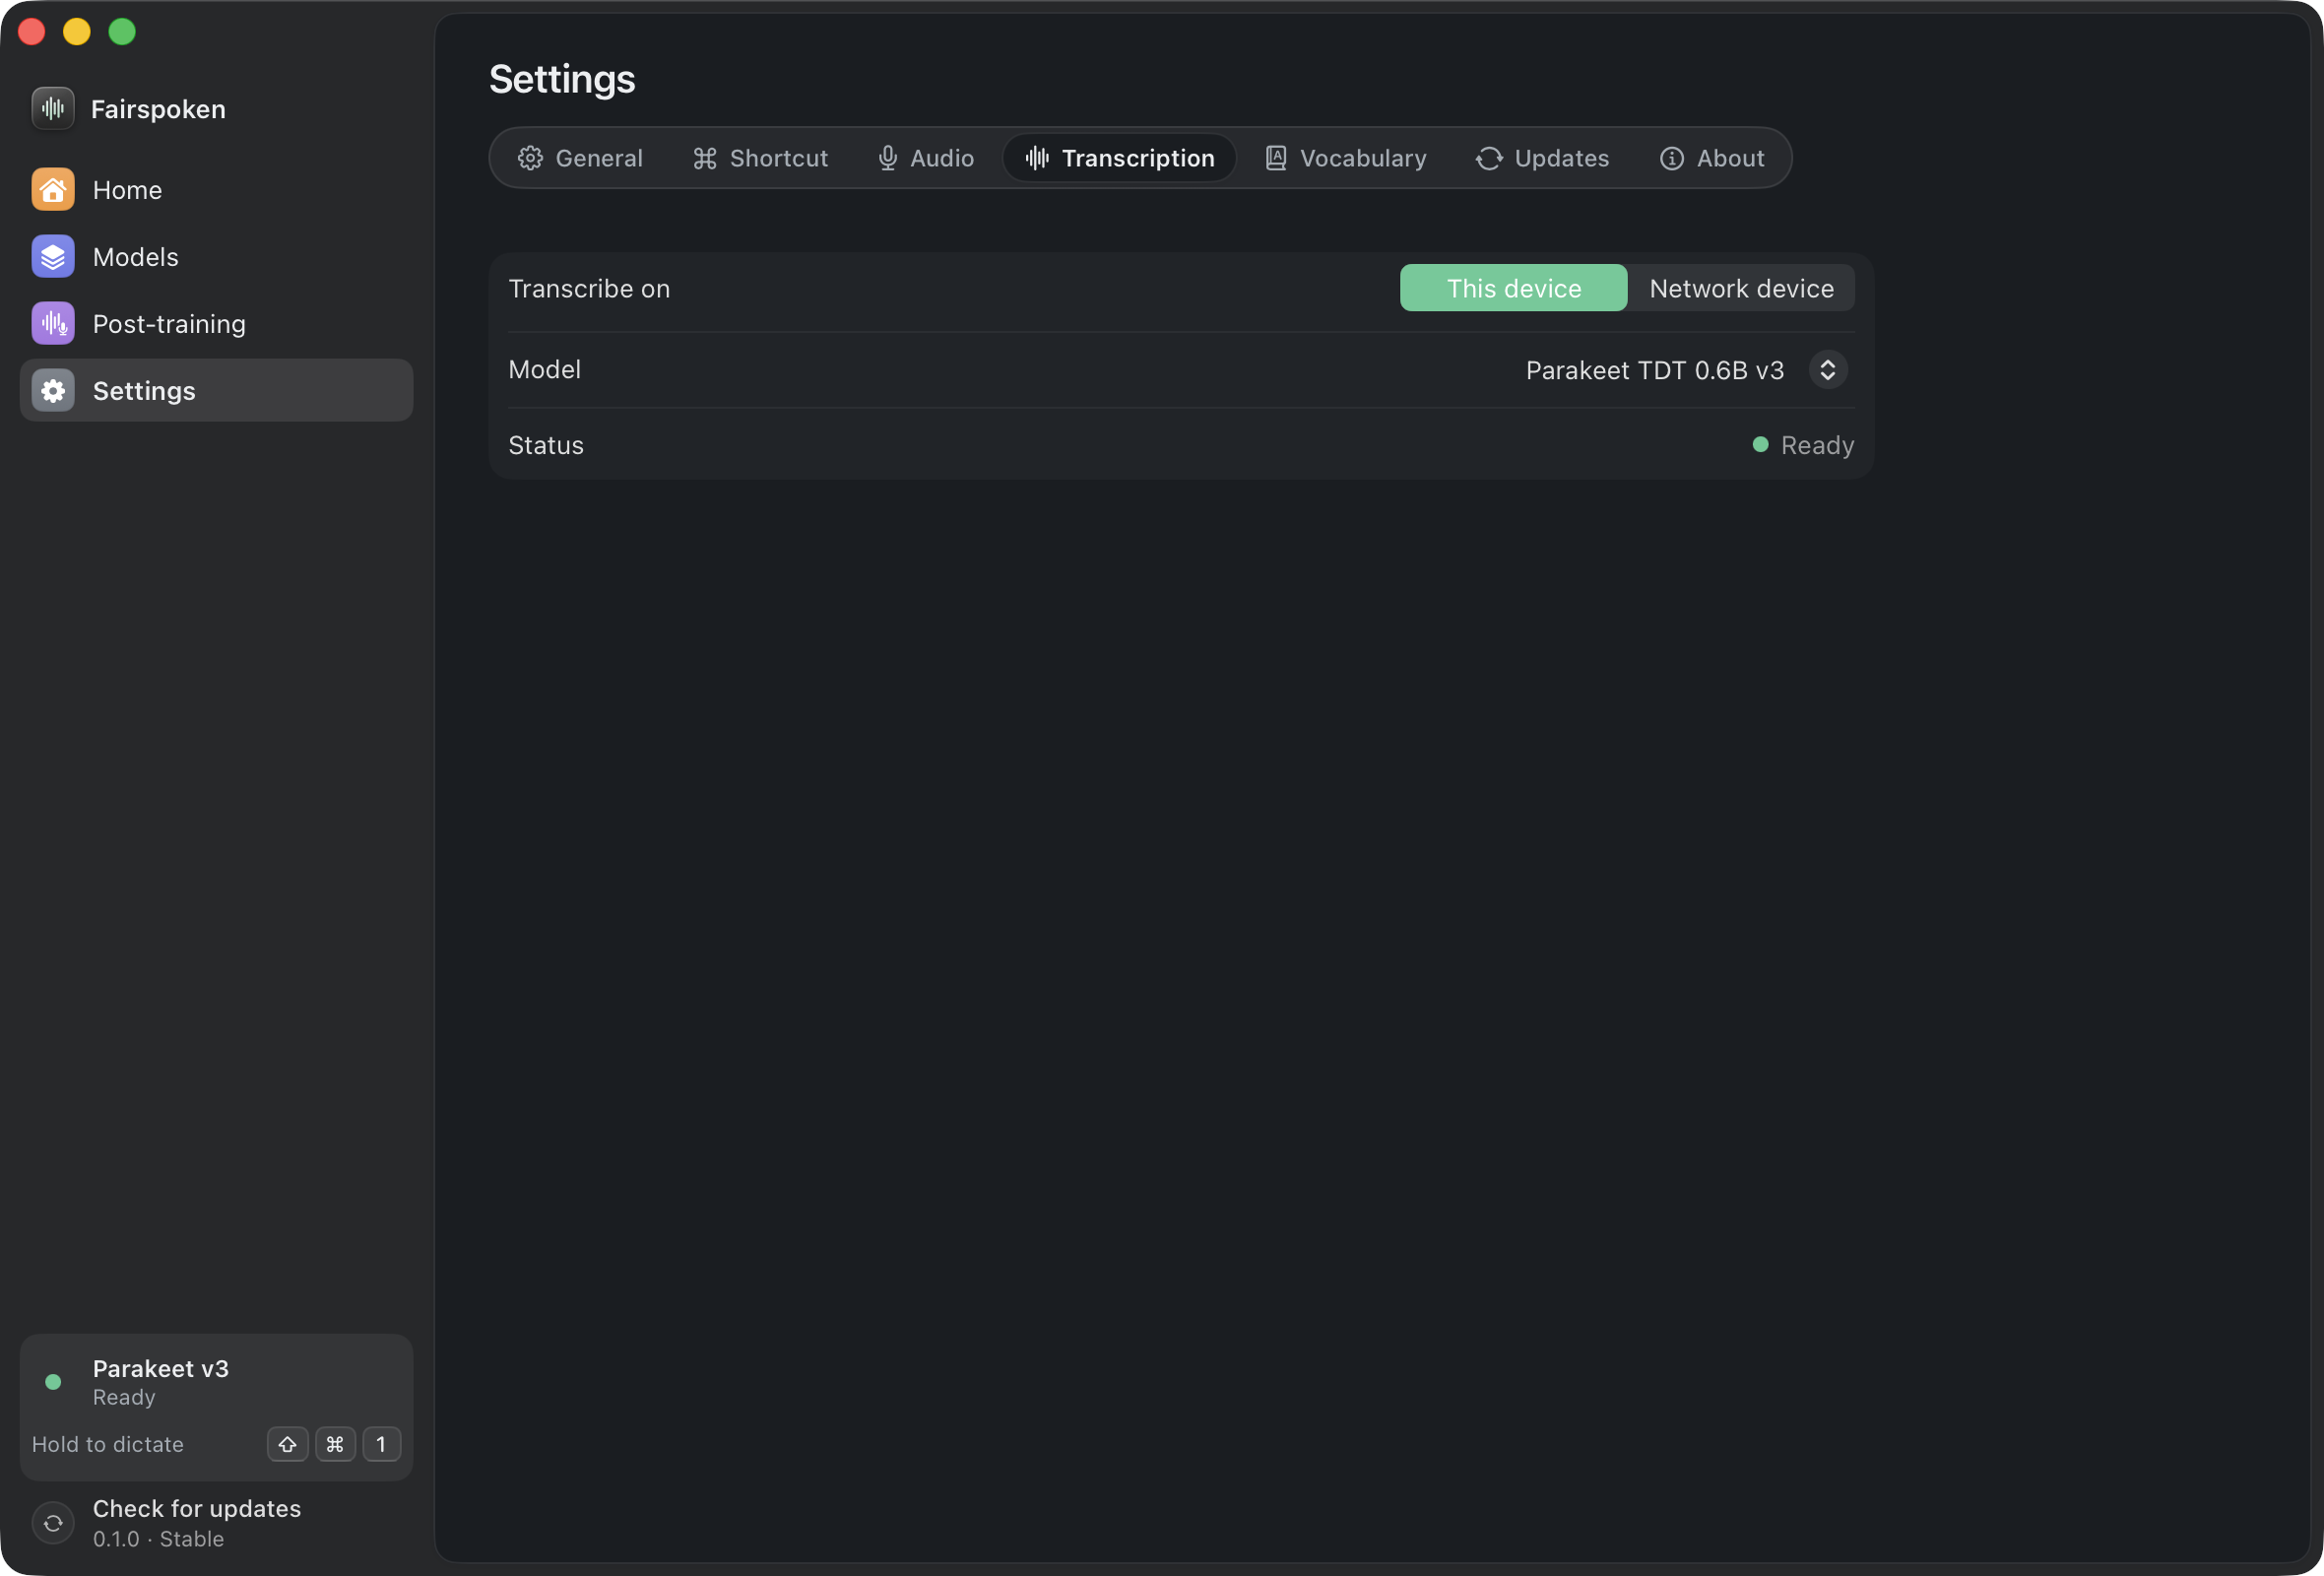 Fairspoken
Home
Models
Post-training
Settings
Parakeet v3
Ready
Hold to dictate ⇧ ⌘ 1
Check for updates
0.1.0 · Stable
Settings
General Shortcut Audio Transcription Vocabulary Updates About
Transcribe on This device Network device
Model Parakeet TDT 0.6B v3
Status Ready